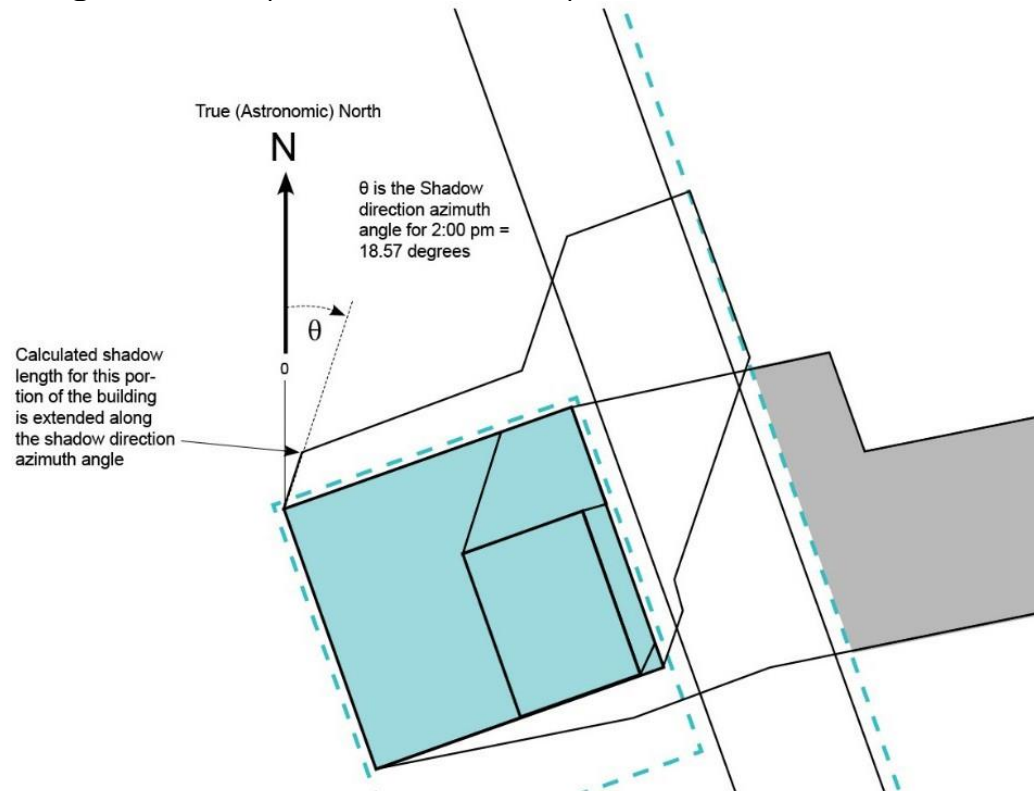 True (Astronomic) North
N
θ is the Shadow
direction azimuth
angle for 2:00 pm =
18.57 degrees
θ
0
Calculated shadow
length for this por-
tion of the building
is extended along
the shadow direction
azimuth angle